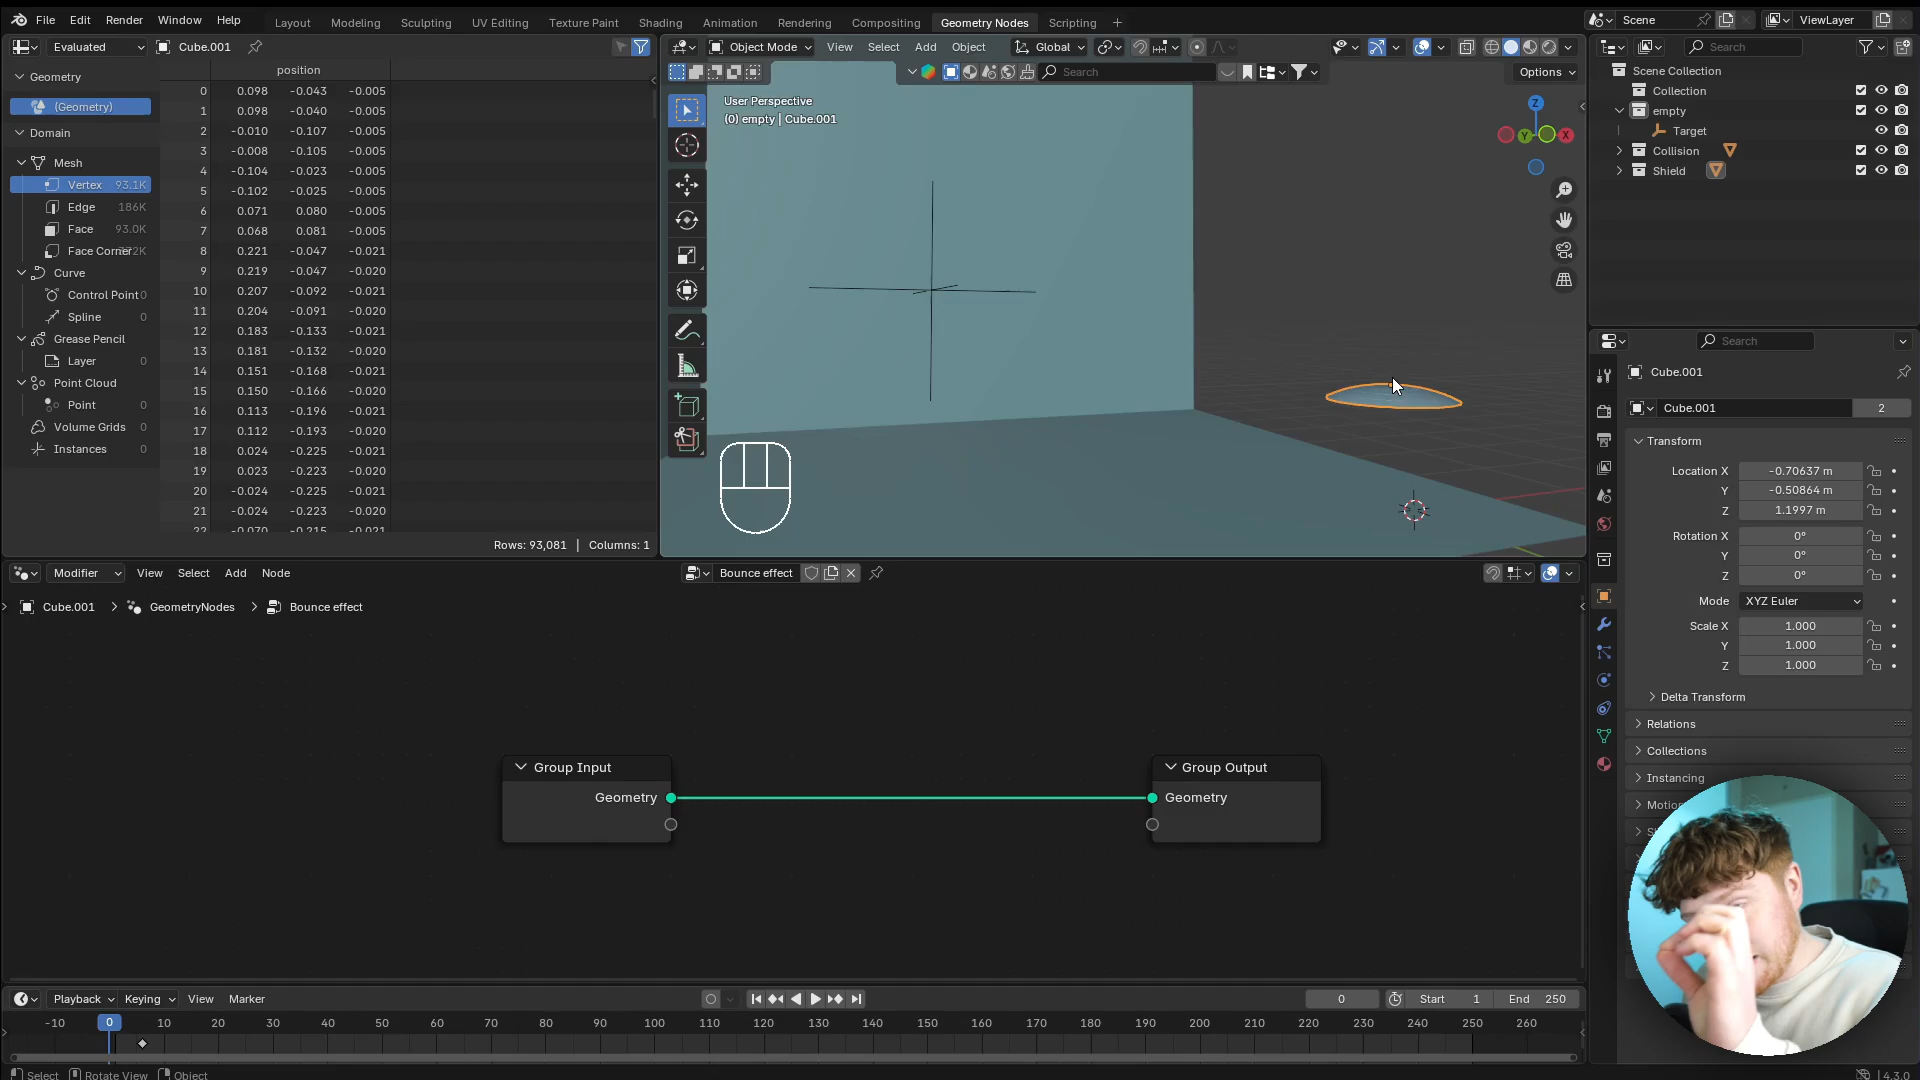 File Edit Render Window Help Layout Modeling Sculpting UV Editing Texture Paint Shading Animation Rendering Compositing Geometry Nodes Scripting + Scene ViewLayer
Evaluated Cube.001
Object Mode View Select Add Object Global
Search
Search
Options
Geometry
(Geometry)
Domain
Mesh
Vertex 93.1K
Edge 186K
Face 93.0K
Face Corner
Curve
Control Point 0
Spline 0
Grease Pencil
Layer 0
Point Cloud
Point 0
Volume Grids 0
Instances 0
position
0 0.098 -0.043 -0.005
1 0.098 -0.040 -0.005
2 -0.010 -0.107 -0.005
3 -0.008 -0.105 -0.005
4 -0.104 -0.023 -0.005
5 -0.102 -0.025 -0.005
6 0.071 0.080 -0.005
7 0.068 0.081 -0.005
8 0.221 -0.047 -0.021
9 0.219 -0.047 -0.020
10 0.207 -0.092 -0.021
11 0.204 -0.091 -0.020
12 0.183 -0.133 -0.021
13 0.181 -0.132 -0.020
14 0.151 -0.168 -0.021
15 0.150 -0.166 -0.020
16 0.113 -0.196 -0.021
17 0.112 -0.193 -0.020
18 0.024 -0.225 -0.021
19 0.023 -0.223 -0.020
20 -0.024 -0.225 -0.021
21 -0.024 -0.223 -0.020
22 -0.070 -0.215 -0.021
Rows: 93,081 | Columns: 1
User Perspective
(0) empty | Cube.001
Z
Y
X
Scene Collection
Collection
empty
Target
Collision
Shield
Search
Cube.001
Cube.001 2
Transform
Location X -0.70637 m
Y -0.50864 m
Z 1.1997 m
Rotation X 0°
Y 0°
Z 0°
Mode XYZ Euler
Scale X 1.000
Y 1.000
Z 1.000
Delta Transform
Relations
Collections
Instancing
Modifier View Select Add Node Bounce effect
Cube.001 > GeometryNodes > Bounce effect
Group Input
Geometry
Group Output
Geometry
Playback Keying View Marker 0 Start 1 End 250
-10 0 10 20 30 40 50 60 70 80 90 100 110 120 130 140 150 160 170 180 190 200 210 220 230 240 250 260
Select Rotate View Object 4.3.0